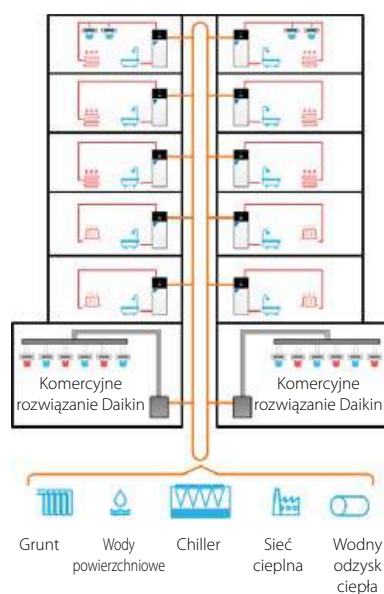 Komercyjne
rozwiązanie Daikin
Komercyjne
rozwiązanie Daikin
Grunt
Wody
powierzchniowe
Chiller
Sieć
cieplna
Wodny
odzysk
ciepła